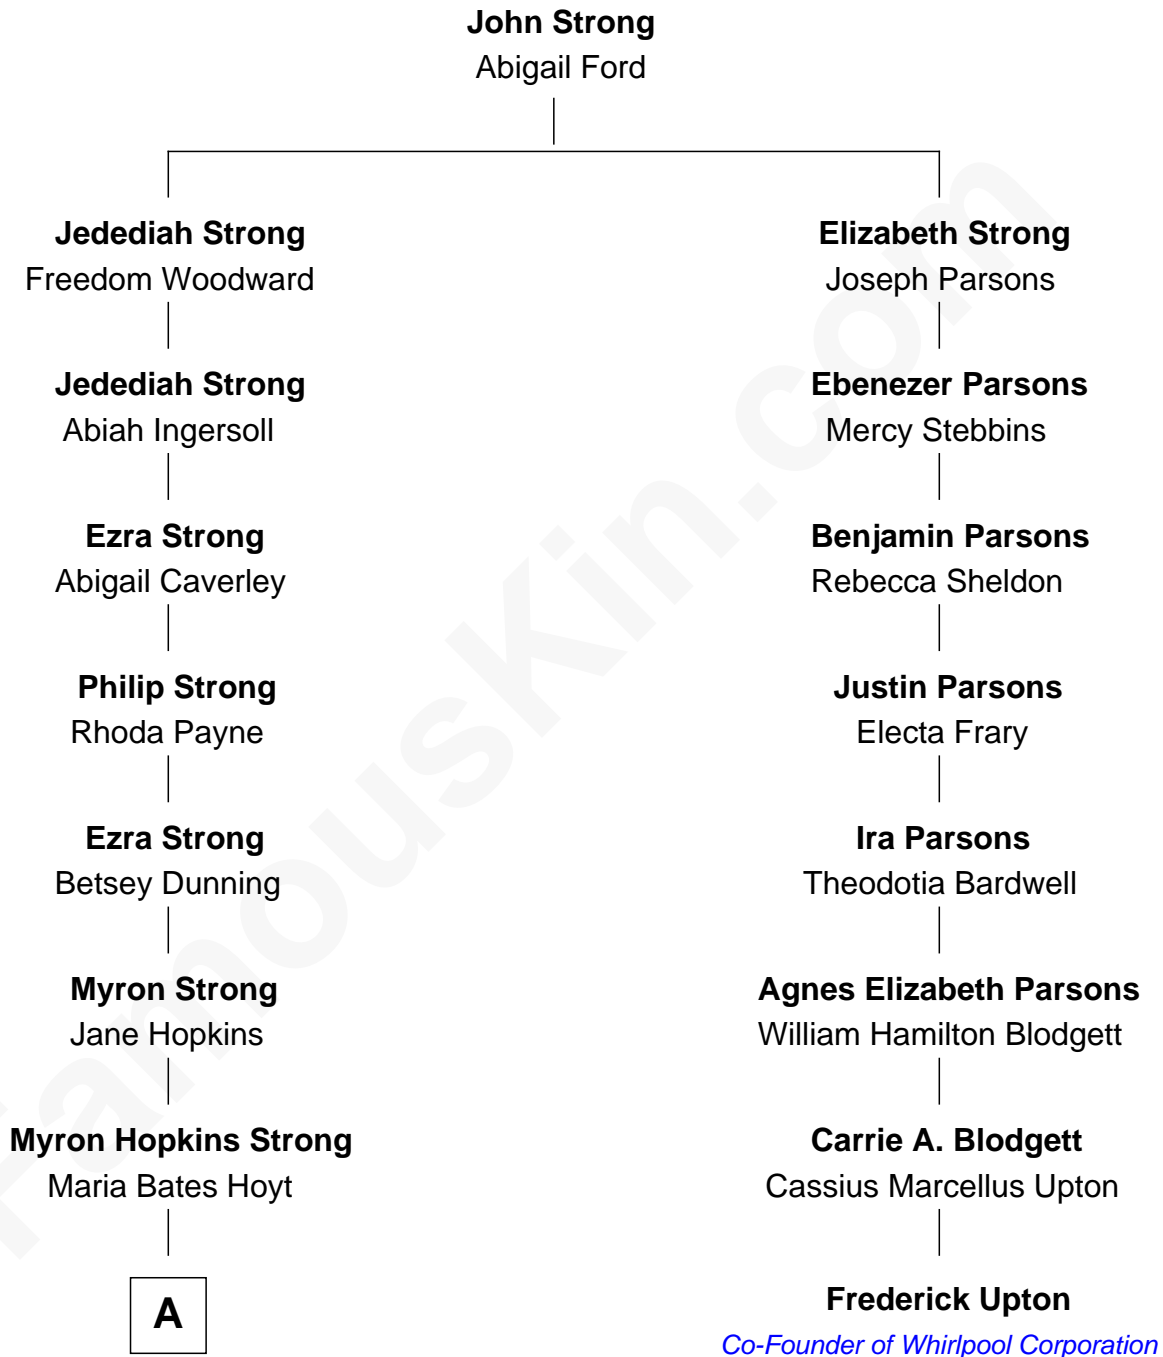 John Strong
Abigail Ford
Jedediah Strong
Freedom Woodward
Elizabeth Strong
Joseph Parsons
Jedediah Strong
Abiah Ingersoll
Ebenezer Parsons
Mercy Stebbins
Ezra Strong
Abigail Caverley
Benjamin Parsons
Rebecca Sheldon
Philip Strong
Rhoda Payne
Justin Parsons
Electa Frary
Ezra Strong
Betsey Dunning
Ira Parsons
Theodotia Bardwell
Myron Strong
Jane Hopkins
Agnes Elizabeth Parsons
William Hamilton Blodgett
Myron Hopkins Strong
Maria Bates Hoyt
Carrie A. Blodgett
Cassius Marcellus Upton
A
Frederick Upton
Co-Founder of Whirlpool Corporation
FamousKin.com